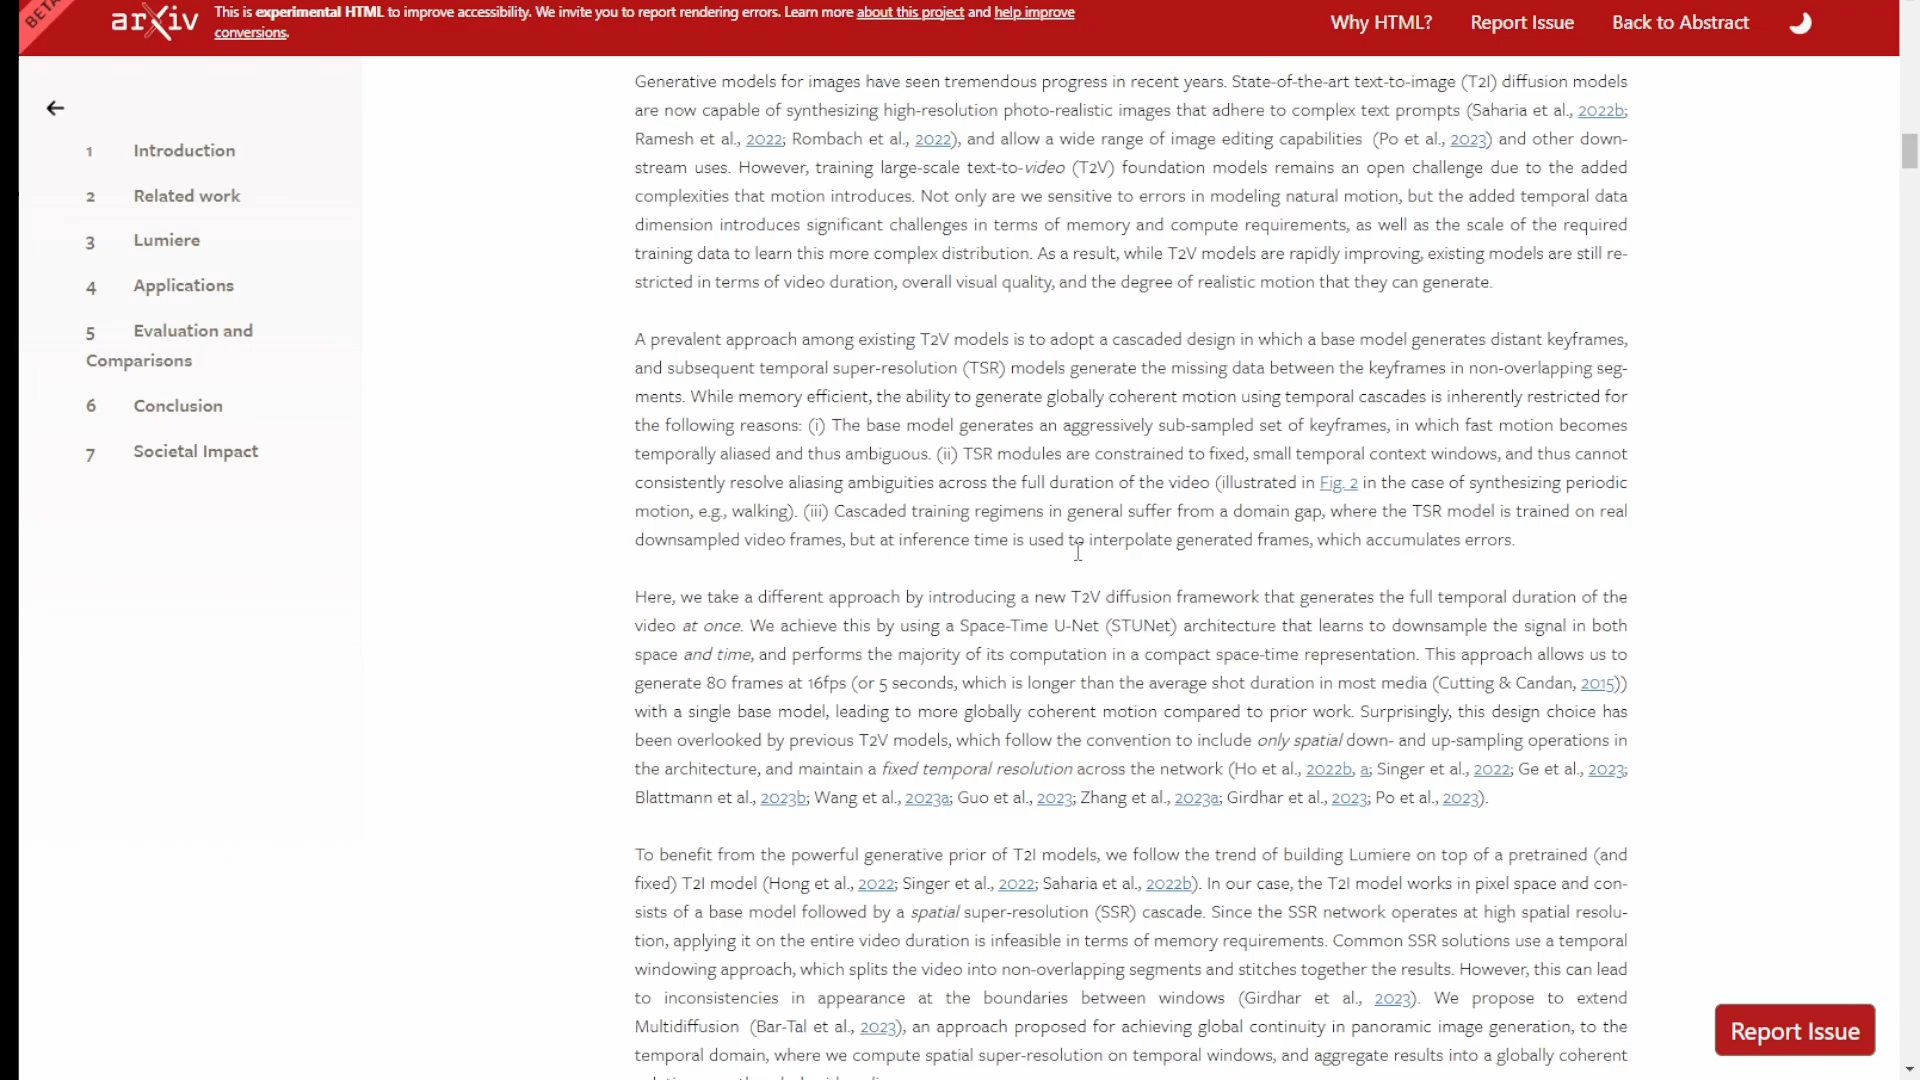 BETA
arXiv
This is experimental HTML to improve accessibility. We invite you to report rendering errors. Learn more about this project and help improve
conversions.
Why HTML?
Report Issue
Back to Abstract
1 Introduction
2 Related work
3 Lumiere
4 Applications
5 Evaluation and
Comparisons
6 Conclusion
7 Societal Impact
Generative models for images have seen tremendous progress in recent years. State-of-the-art text-to-image (T2I) diffusion models
are now capable of synthesizing high-resolution photo-realistic images that adhere to complex text prompts (Saharia et al., 2022b;
Ramesh et al., 2022; Rombach et al., 2022), and allow a wide range of image editing capabilities (Po et al., 2023) and other down-
stream uses. However, training large-scale text-to-video (T2V) foundation models remains an open challenge due to the added
complexities that motion introduces. Not only are we sensitive to errors in modeling natural motion, but the added temporal data
dimension introduces significant challenges in terms of memory and compute requirements, as well as the scale of the required
training data to learn this more complex distribution. As a result, while T2V models are rapidly improving, existing models are still re-
stricted in terms of video duration, overall visual quality, and the degree of realistic motion that they can generate.
A prevalent approach among existing T2V models is to adopt a cascaded design in which a base model generates distant keyframes,
and subsequent temporal super-resolution (TSR) models generate the missing data between the keyframes in non-overlapping seg-
ments. While memory efficient, the ability to generate globally coherent motion using temporal cascades is inherently restricted for
the following reasons: (i) The base model generates an aggressively sub-sampled set of keyframes, in which fast motion becomes
temporally aliased and thus ambiguous. (ii) TSR modules are constrained to fixed, small temporal context windows, and thus cannot
consistently resolve aliasing ambiguities across the full duration of the video (illustrated in Fig. 2 in the case of synthesizing periodic
motion, e.g., walking). (iii) Cascaded training regimens in general suffer from a domain gap, where the TSR model is trained on real
downsampled video frames, but at inference time is used to interpolate generated frames, which accumulates errors.
Here, we take a different approach by introducing a new T2V diffusion framework that generates the full temporal duration of the
video at once. We achieve this by using a Space-Time U-Net (STUNet) architecture that learns to downsample the signal in both
space and time, and performs the majority of its computation in a compact space-time representation. This approach allows us to
generate 80 frames at 16fps (or 5 seconds, which is longer than the average shot duration in most media (Cutting & Candan, 2015))
with a single base model, leading to more globally coherent motion compared to prior work. Surprisingly, this design choice has
been overlooked by previous T2V models, which follow the convention to include only spatial down- and up-sampling operations in
the architecture, and maintain a fixed temporal resolution across the network (Ho et al., 2022b, a; Singer et al., 2022; Ge et al., 2023;
Blattmann et al., 2023b; Wang et al., 2023a; Guo et al., 2023; Zhang et al., 2023a; Girdhar et al., 2023; Po et al., 2023).
To benefit from the powerful generative prior of T2I models, we follow the trend of building Lumiere on top of a pretrained (and
fixed) T2I model (Hong et al., 2022; Singer et al., 2022; Saharia et al., 2022b). In our case, the T2I model works in pixel space and con-
sists of a base model followed by a spatial super-resolution (SSR) cascade. Since the SSR network operates at high spatial resolu-
tion, applying it on the entire video duration is infeasible in terms of memory requirements. Common SSR solutions use a temporal
windowing approach, which splits the video into non-overlapping segments and stitches together the results. However, this can lead
to inconsistencies in appearance at the boundaries between windows (Girdhar et al., 2023). We propose to extend
Multidiffusion (Bar-Tal et al., 2023), an approach proposed for achieving global continuity in panoramic image generation, to the
temporal domain, where we compute spatial super-resolution on temporal windows, and aggregate results into a globally coherent
Report Issue